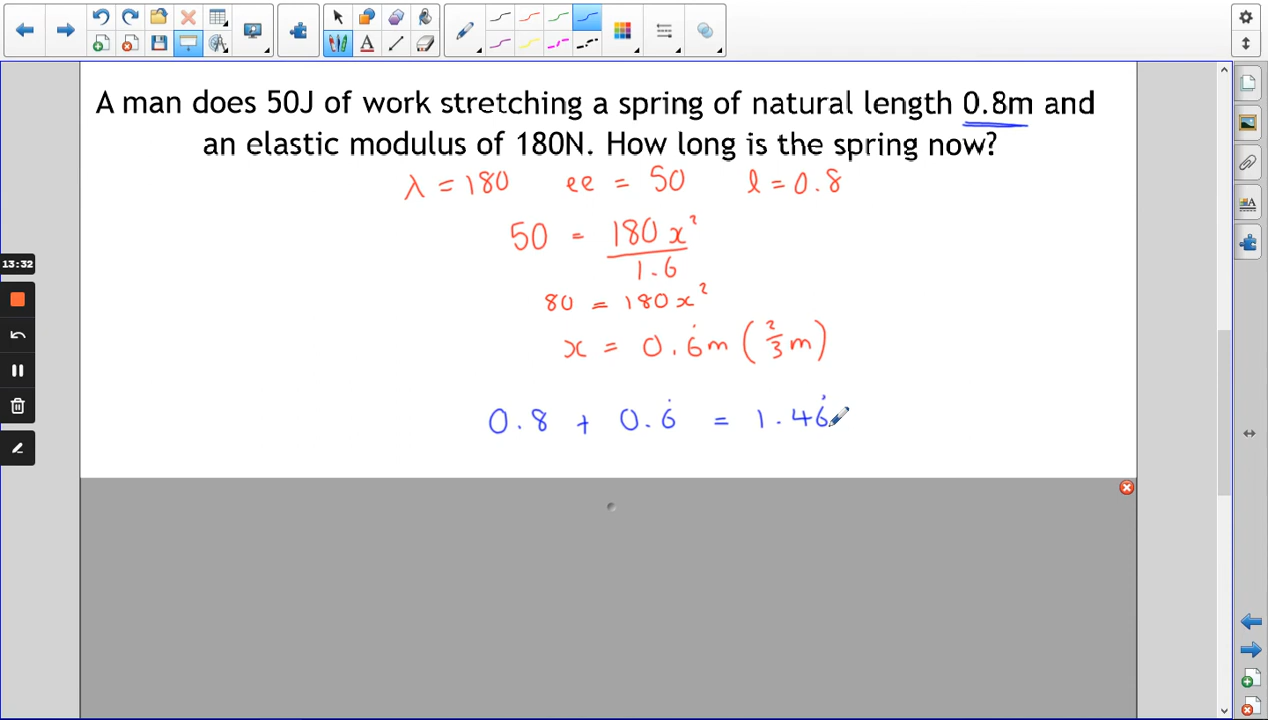 A man does 50J of work stretching a spring of natural length 0.8m and
an elastic modulus of 180N. How long is the spring now?
λ = 180 ee = 50 l = 0.8
50 = 180x²/1.6
80 = 180x²
x = 0.6̇m (2/3 m)
0.8 + 0.6̇ = 1.46̇
13:32